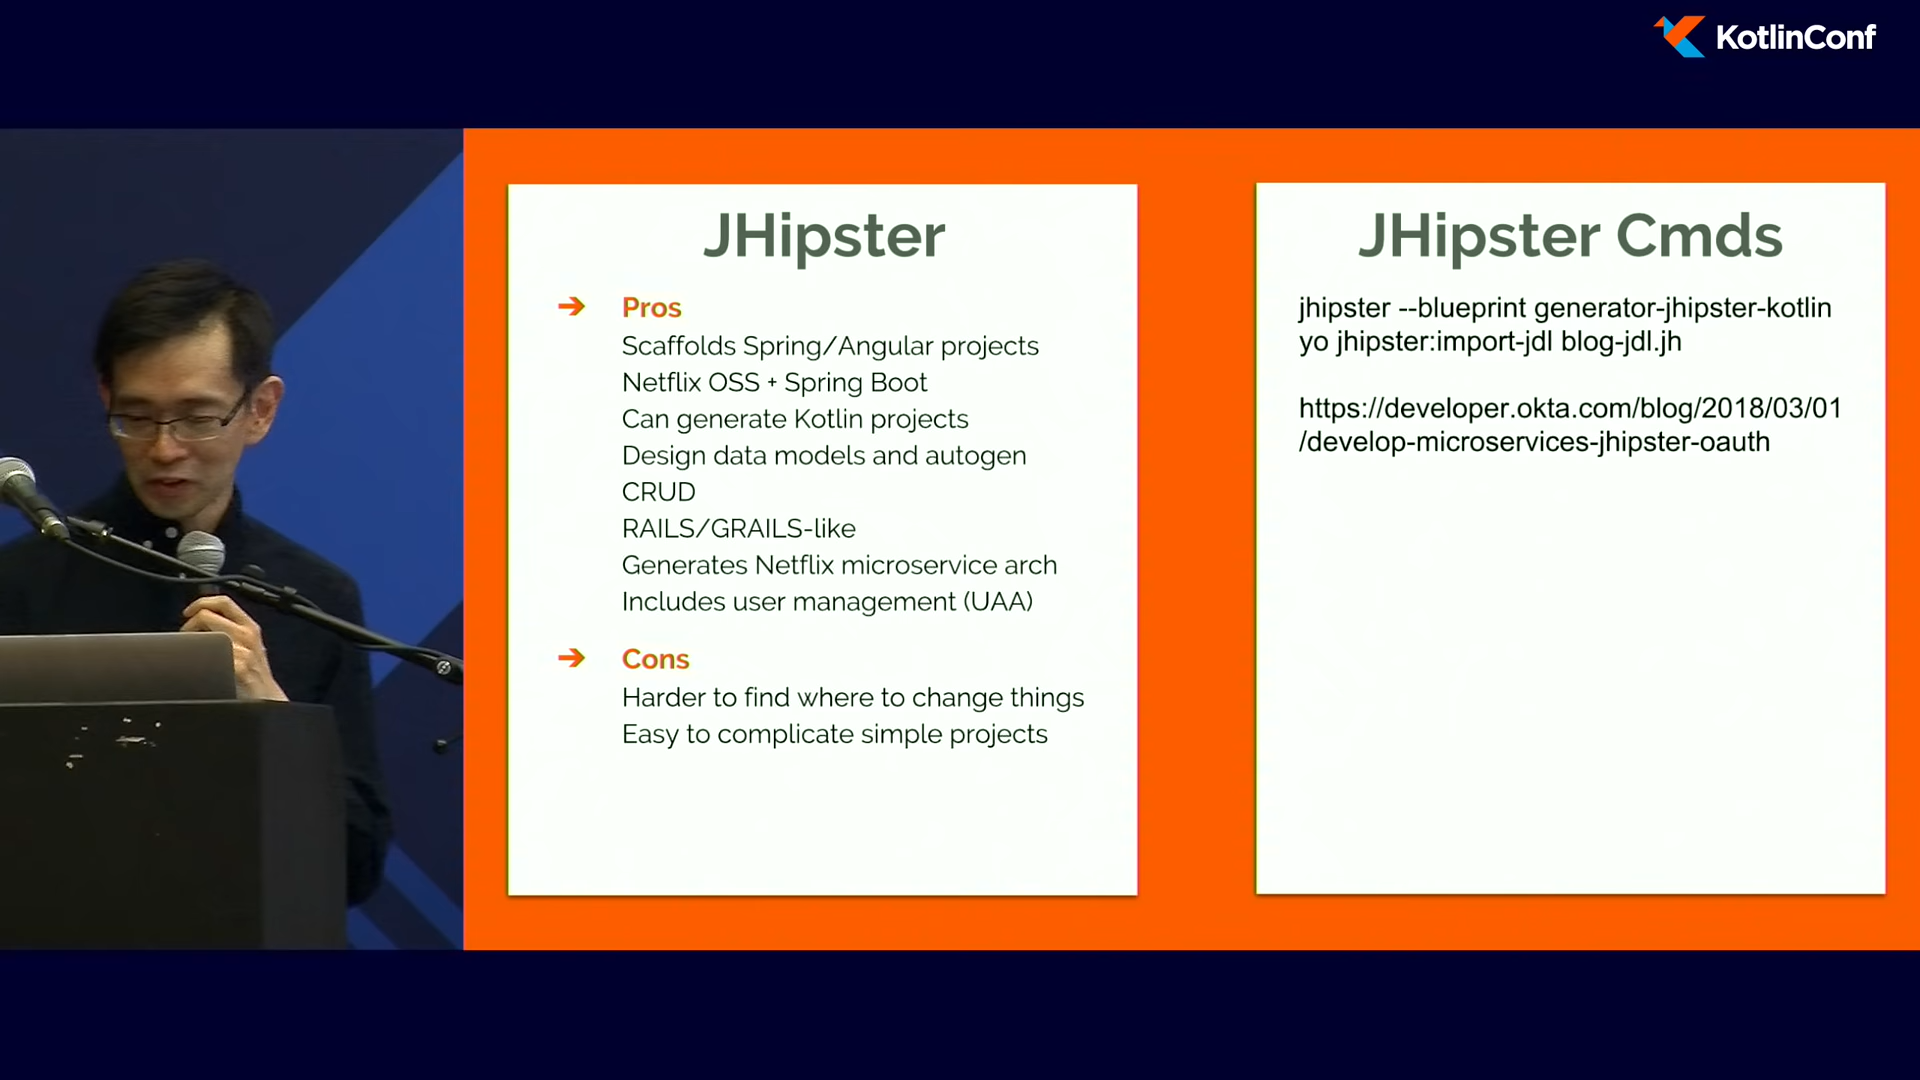 KotlinConf
JHipster
Pros
Scaffolds Spring/Angular projects
Netflix OSS + Spring Boot
Can generate Kotlin projects
Design data models and autogen
CRUD
RAILS/GRAILS-like
Generates Netflix microservice arch
Includes user management (UAA)
Cons
Harder to find where to change things
Easy to complicate simple projects
JHipster Cmds
jhipster --blueprint generator-jhipster-kotlin
yo jhipster:import-jdl blog-jdl.jh
https://developer.okta.com/blog/2018/03/01
/develop-microservices-jhipster-oauth